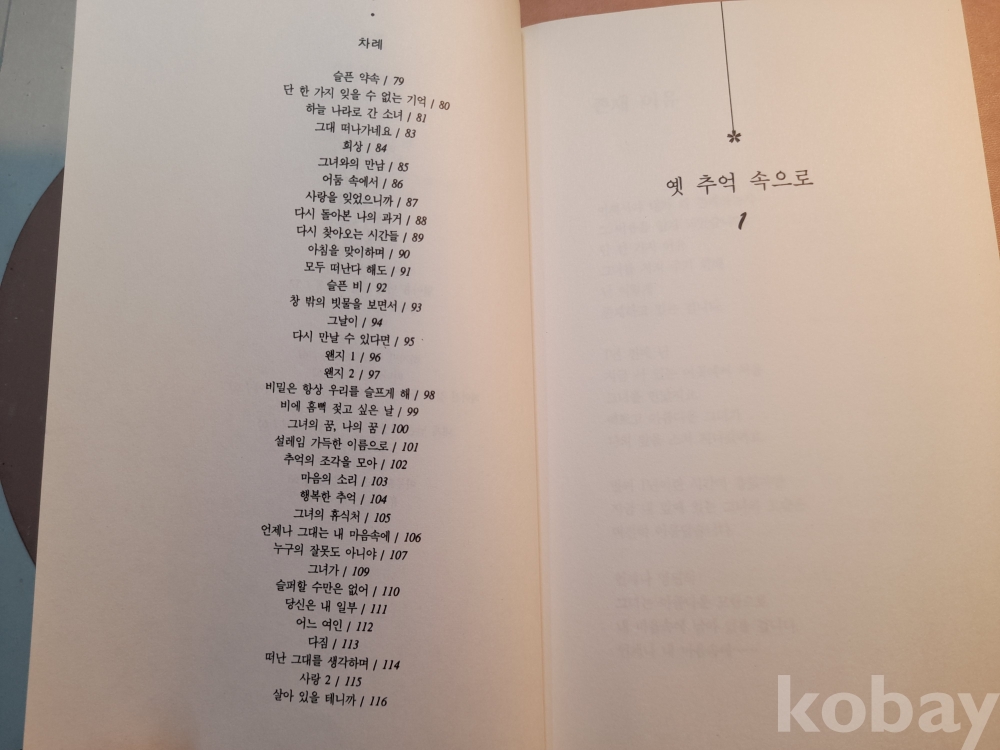 차례
슬픈 약속 / 79
단 한 가지 잊을 수 없는 기억 / 80
하늘 나라로 간 소녀 / 81
그대 떠나가네요 / 83
회상 / 84
그녀와의 만남 / 85
어둠 속에서 / 86
사랑을 잊었으니까 / 87
다시 돌아본 나의 과거 / 88
다시 찾아오는 시간들 / 89
아침을 맞이하며 / 90
모두 떠난다 해도 / 91
슬픈 비 / 92
창 밖의 빗물을 보면서 / 93
그날이 / 94
다시 만날 수 있다면 / 95
왠지 1 / 96
왠지 2 / 97
비밀은 항상 우리를 슬프게 해 / 98
비에 흠뻑 젖고 싶은 날 / 99
그녀의 꿈, 나의 꿈 / 100
설레임 가득한 이름으로 / 101
추억의 조각을 모아 / 102
마음의 소리 / 103
행복한 추억 / 104
그녀의 휴식처 / 105
언제나 그대는 내 마음속에 / 106
누구의 잘못도 아니야 / 107
그녀가 / 109
슬퍼할 수만은 없어 / 110
당신은 내 일부 / 111
어느 여인 / 112
다짐 / 113
떠난 그대를 생각하며 / 114
사랑 2 / 115
살아 있을 테니까 / 116
*
옛 추억 속으로
1
kobay